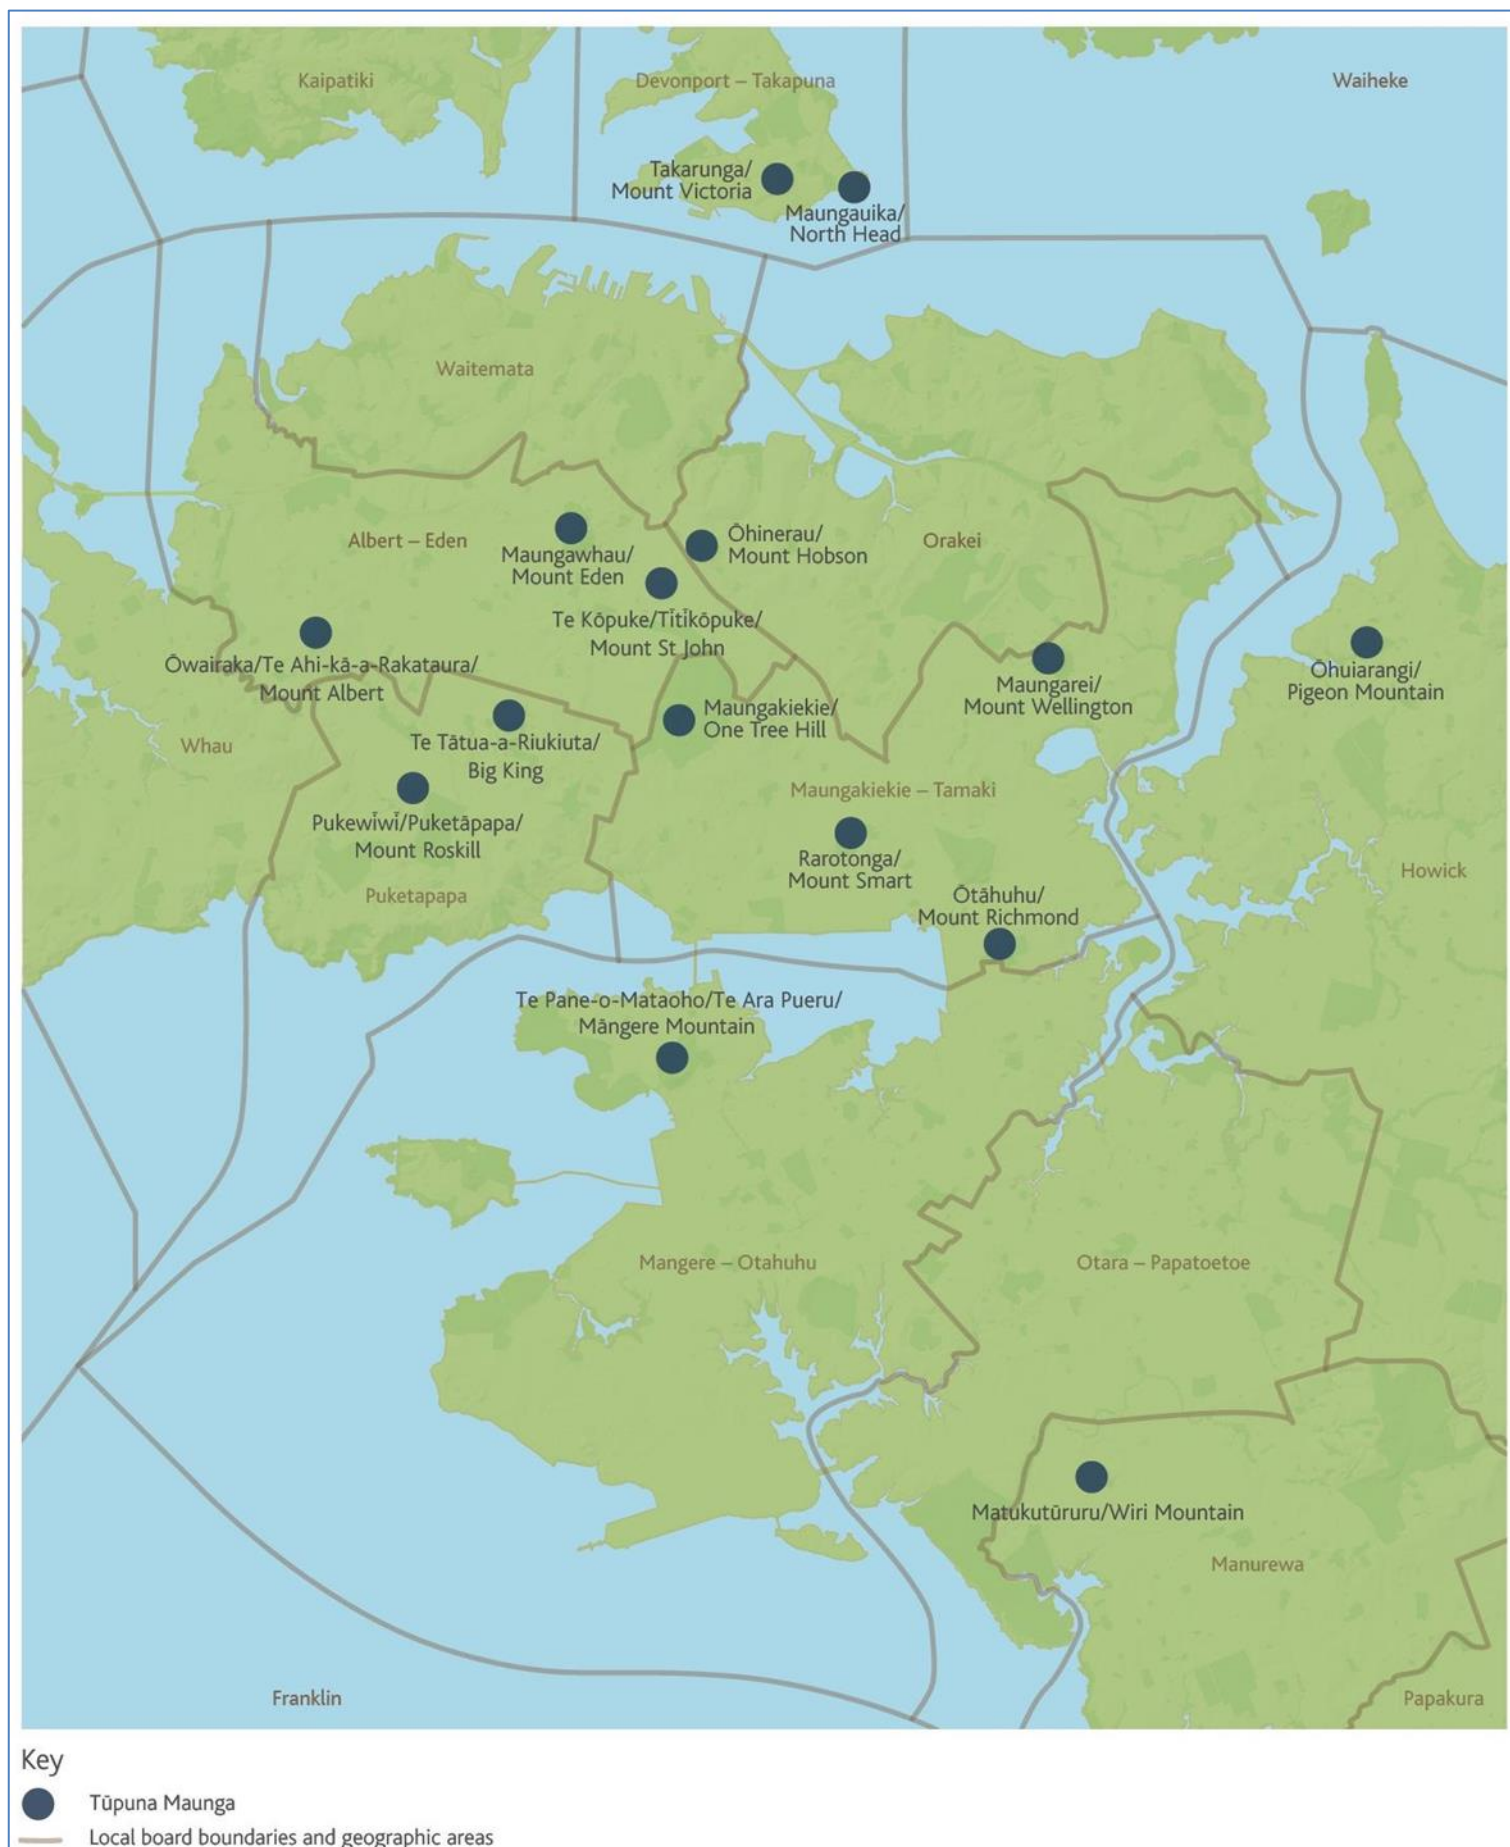 Kaipatiki
Devonport – Takapuna
Waiheke
Takarunga/
Mount Victoria
Maungauika/
North Head
Waitemata
Albert – Eden
Maungawhau/
Mount Eden
Ōhinerau/
Mount Hobson
Orakei
Te Kōpuke/Tītīkōpuke/
Mount St John
Ōwairaka/Te Ahi-kā-a-Rakataura/
Mount Albert
Maungarei/
Mount Wellington
Ōhuiarangi/
Pigeon Mountain
Whau
Te Tātua-a-Riukiuta/
Big King
Maungakiekie/
One Tree Hill
Pukewīwī/Puketāpapa/
Mount Roskill
Maungakiekie – Tamaki
Rarotonga/
Mount Smart
Howick
Puketapapa
Ōtāhuhu/
Mount Richmond
Te Pane-o-Mataoho/Te Ara Pueru/
Māngere Mountain
Mangere – Otahuhu
Otara – Papatoetoe
Matukutūruru/Wiri Mountain
Manurewa
Franklin
Papakura
Key
Tūpuna Maunga
Local board boundaries and geographic areas